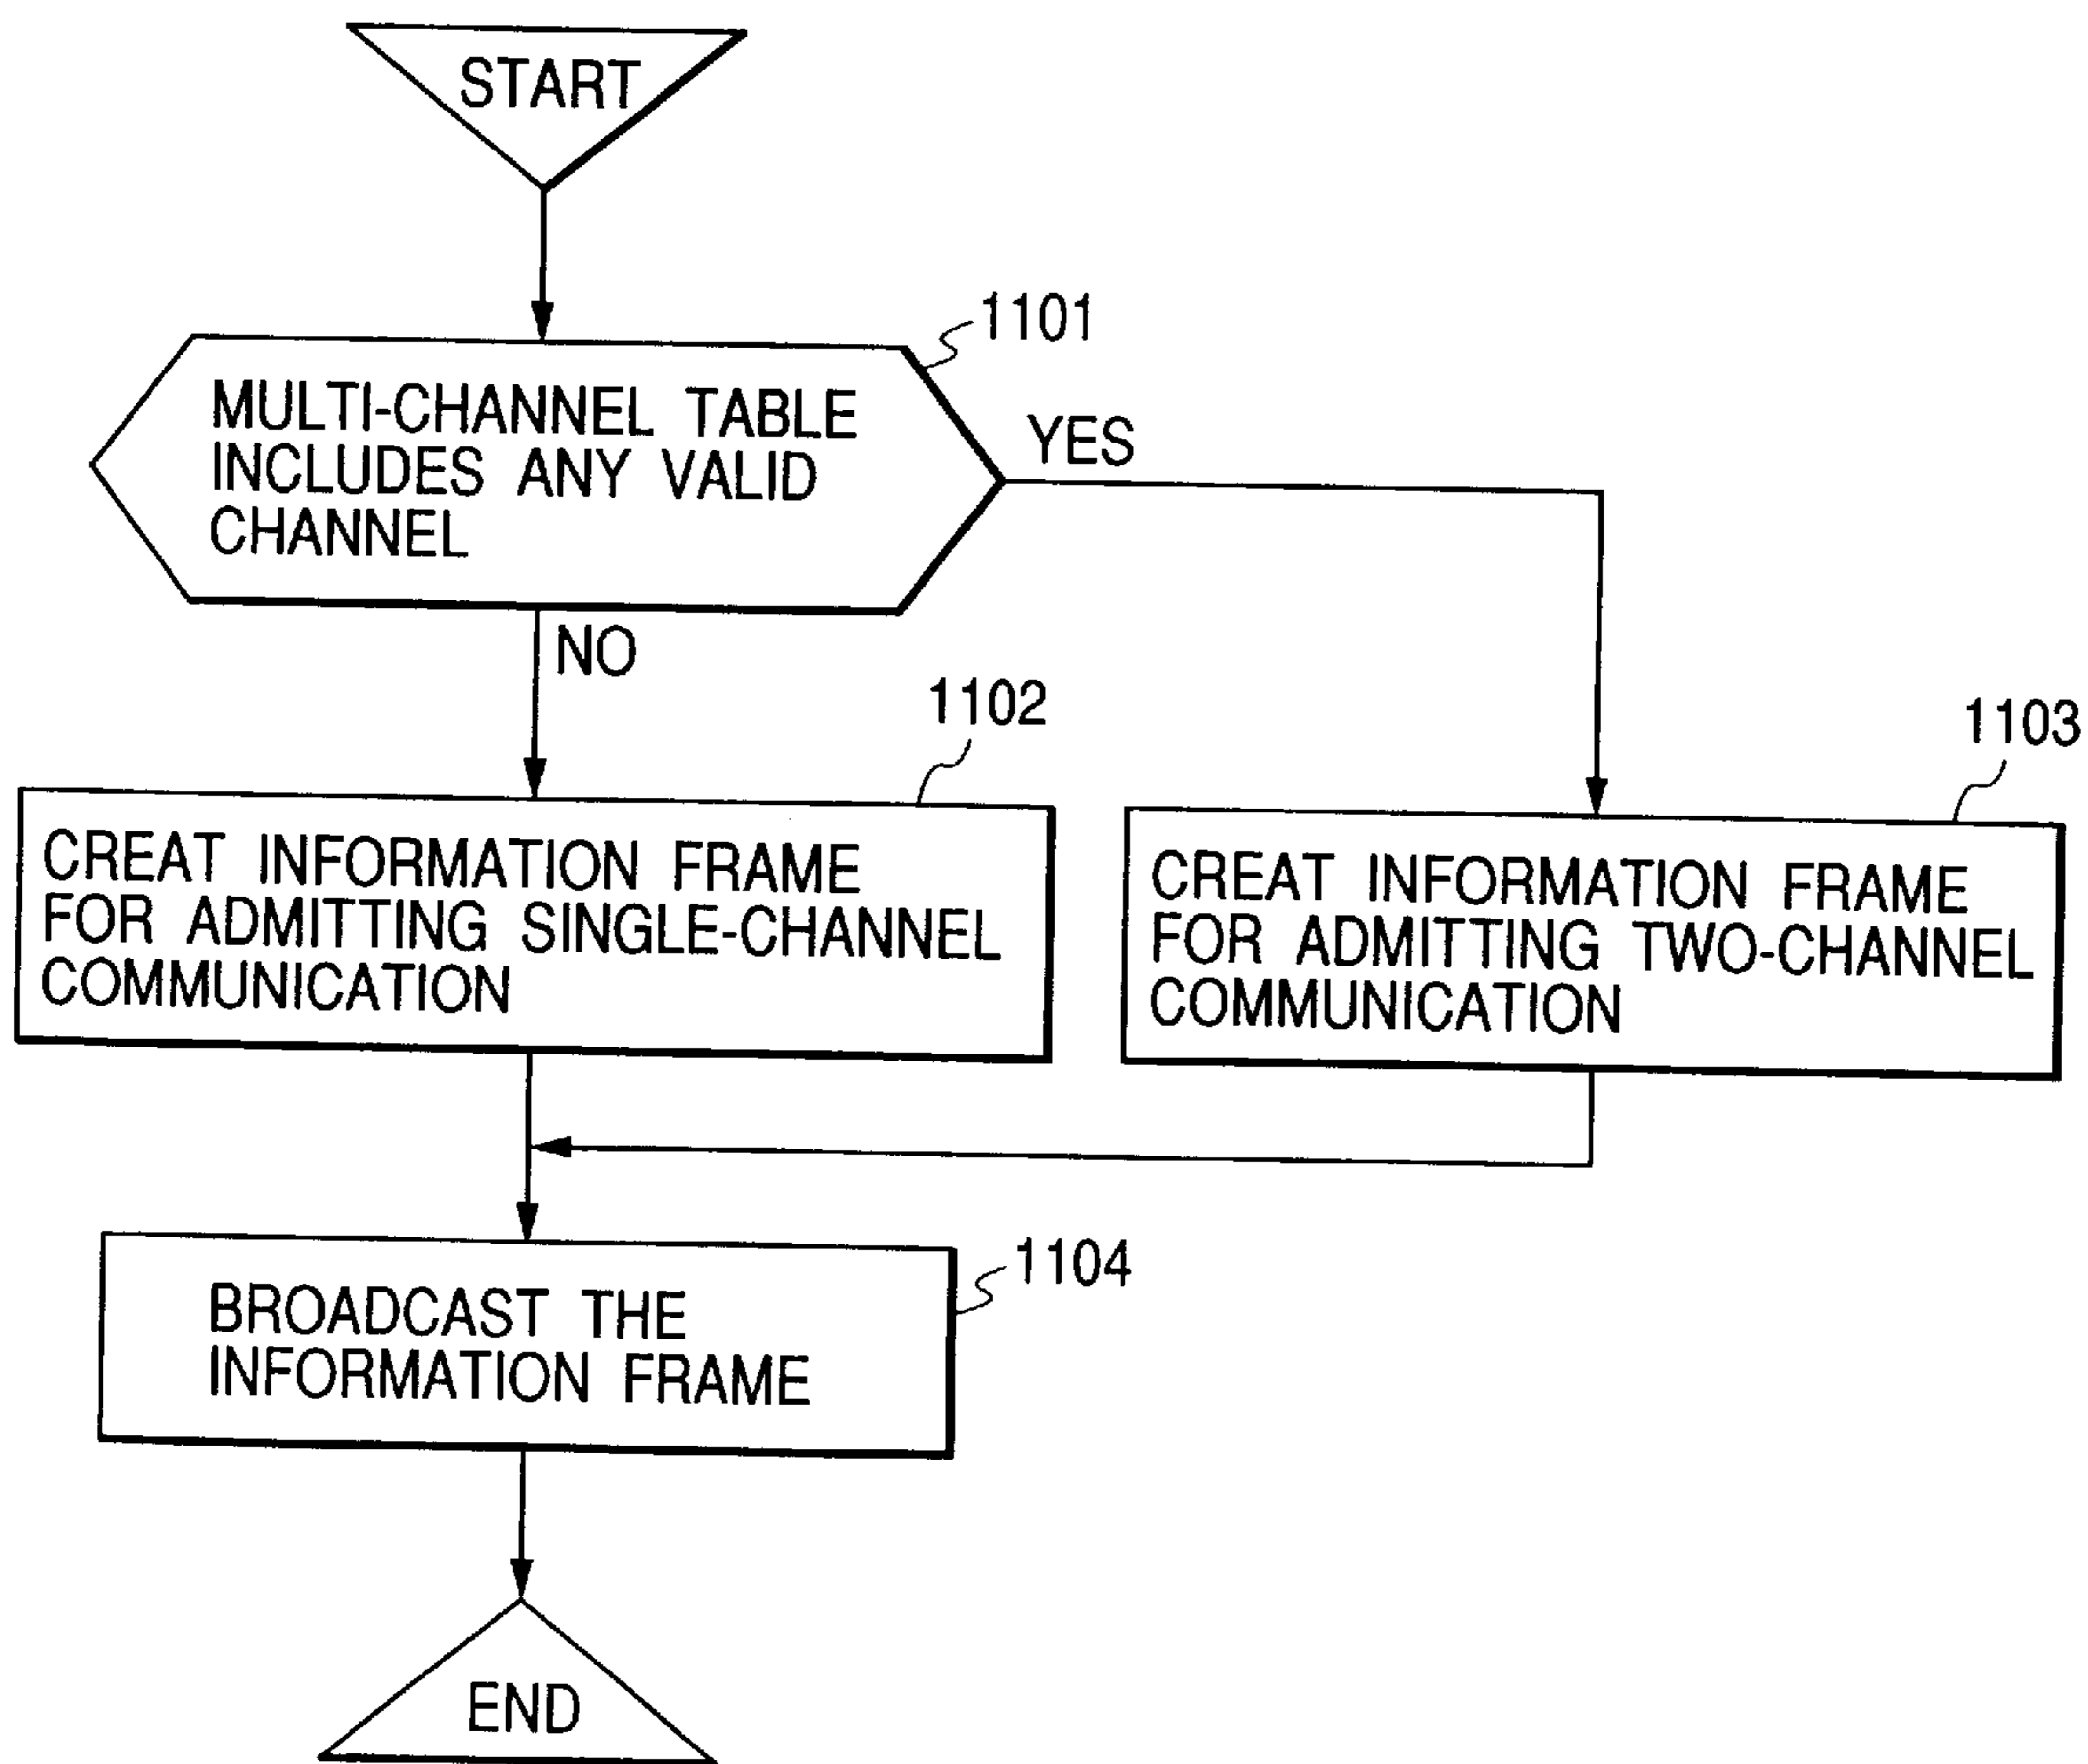 START
1101
MULTI-CHANNEL TABLE
INCLUDES ANY VALID
CHANNEL
YES
NO
1102
CREAT INFORMATION FRAME
FOR ADMITTING SINGLE-CHANNEL
COMMUNICATION
1103
CREAT INFORMATION FRAME
FOR ADMITTING TWO-CHANNEL
COMMUNICATION
1104
BROADCAST THE
INFORMATION FRAME
END